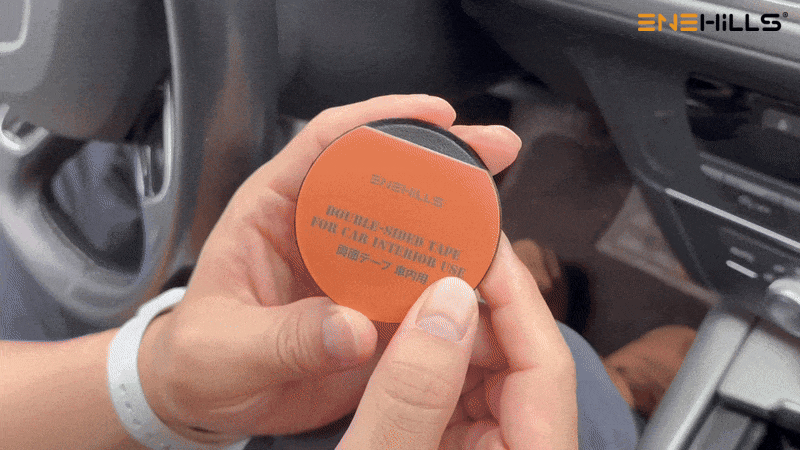 ENEHILLS®
ENEHILLS
DOUBLE-SIDED TAPE
FOR CAR INTERIOR USE
両面テープ 車内用